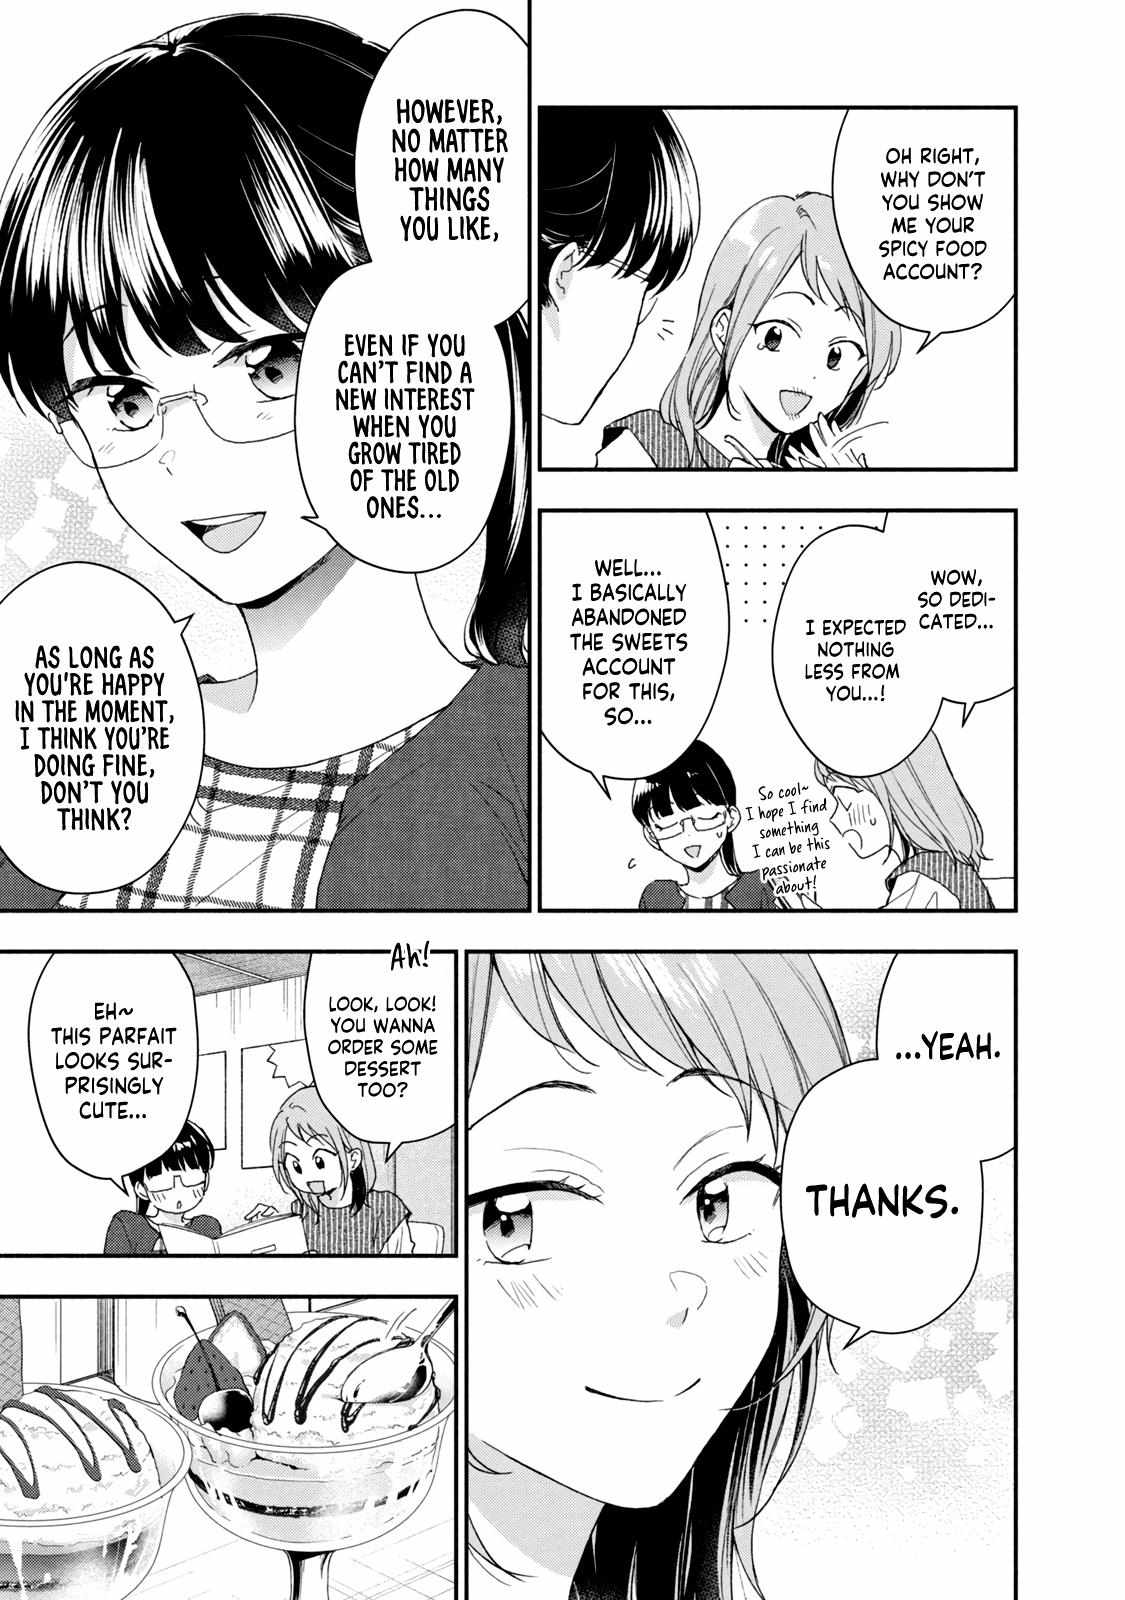 OH RIGHT,
WHY DON'T
YOU SHOW
ME YOUR
SPICY FOOD
ACCOUNT?
WOW,
SO DEDI-
CATED...
I EXPECTED
NOTHING
LESS FROM
YOU...!
So cool~
I hope I find
something
I can be this
passionate
about!
WELL...
I BASICALLY
ABANDONED
THE SWEETS
ACCOUNT
FOR THIS,
SO...
HOWEVER,
NO MATTER
HOW MANY
THINGS
YOU LIKE,
EVEN IF YOU
CAN'T FIND A
NEW INTEREST
WHEN YOU
GROW TIRED
OF THE OLD
ONES...
AS LONG AS
YOU'RE HAPPY
IN THE MOMENT,
I THINK YOU'RE
DOING FINE,
DON'T YOU
THINK?
...YEAH.
THANKS.
Ah!
LOOK, LOOK!
YOU WANNA
ORDER SOME
DESSERT
TOO?
EH~
THIS PARFAIT
LOOKS SUR-
PRISINGLY
CUTE...